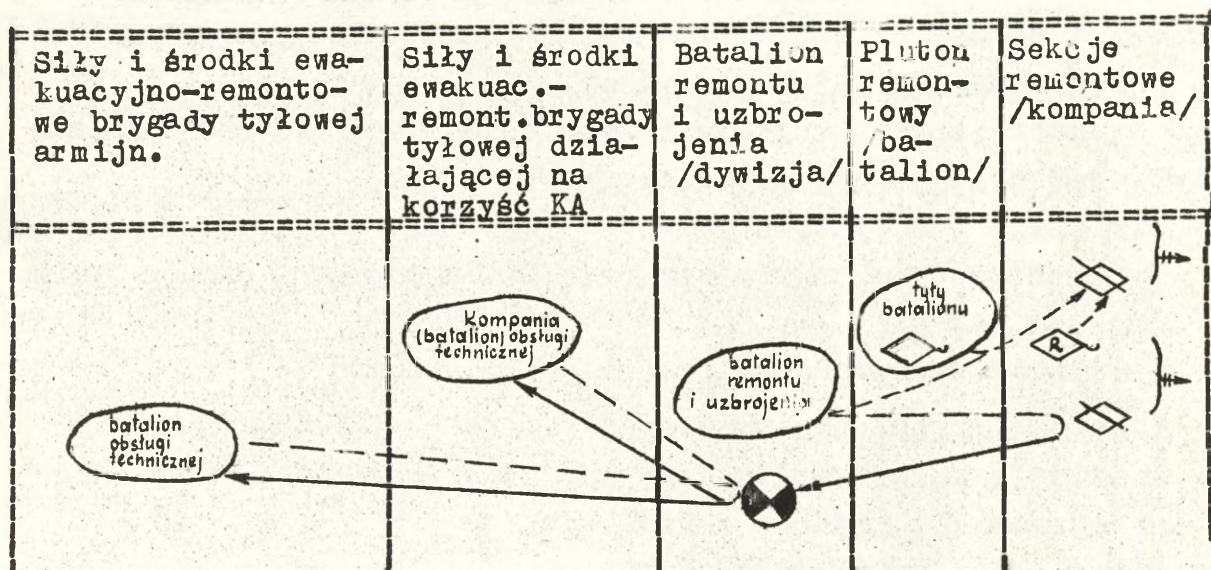 Siły i środki ewa-
kuacyjno-remonto-
we brygady tyłowej
armijn.
Siły i środki
ewakuac.-
remont.brygady
tyłowej dzia-
łającej na
korzyść KA
Batalion
remontu
i uzbro-
jenia
/dywizja/
Pluton
remon-
towy
/ba-
talion/
Sekcje
remontowe
/kompania/
batalion
obsługi
technicznej
Kompania
(batalion) obsługi
technicznej
batalion
remontu
i uzbrojenia
tyły
batalionu
R